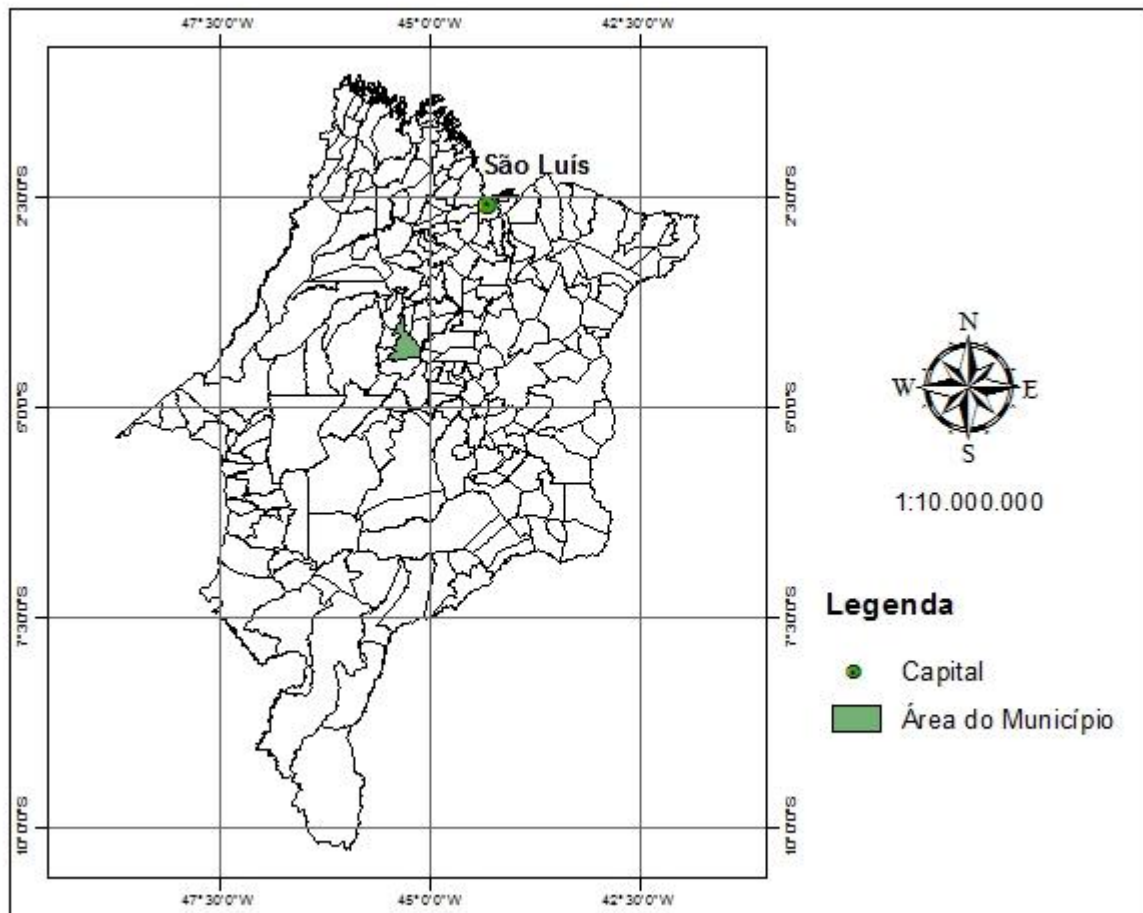 47°30'0"W 45°0'0"W 42°30'0"W
São Luís
2°30'0"S 2°30'0"S
5°0'0"S 5°0'0"S
N
W E
S
1:10.000.000
7°30'0"S 7°30'0"S
Legenda
Capital
Área do Município
10°0'0"S 10°0'0"S
47°30'0"W 45°0'0"W 42°30'0"W